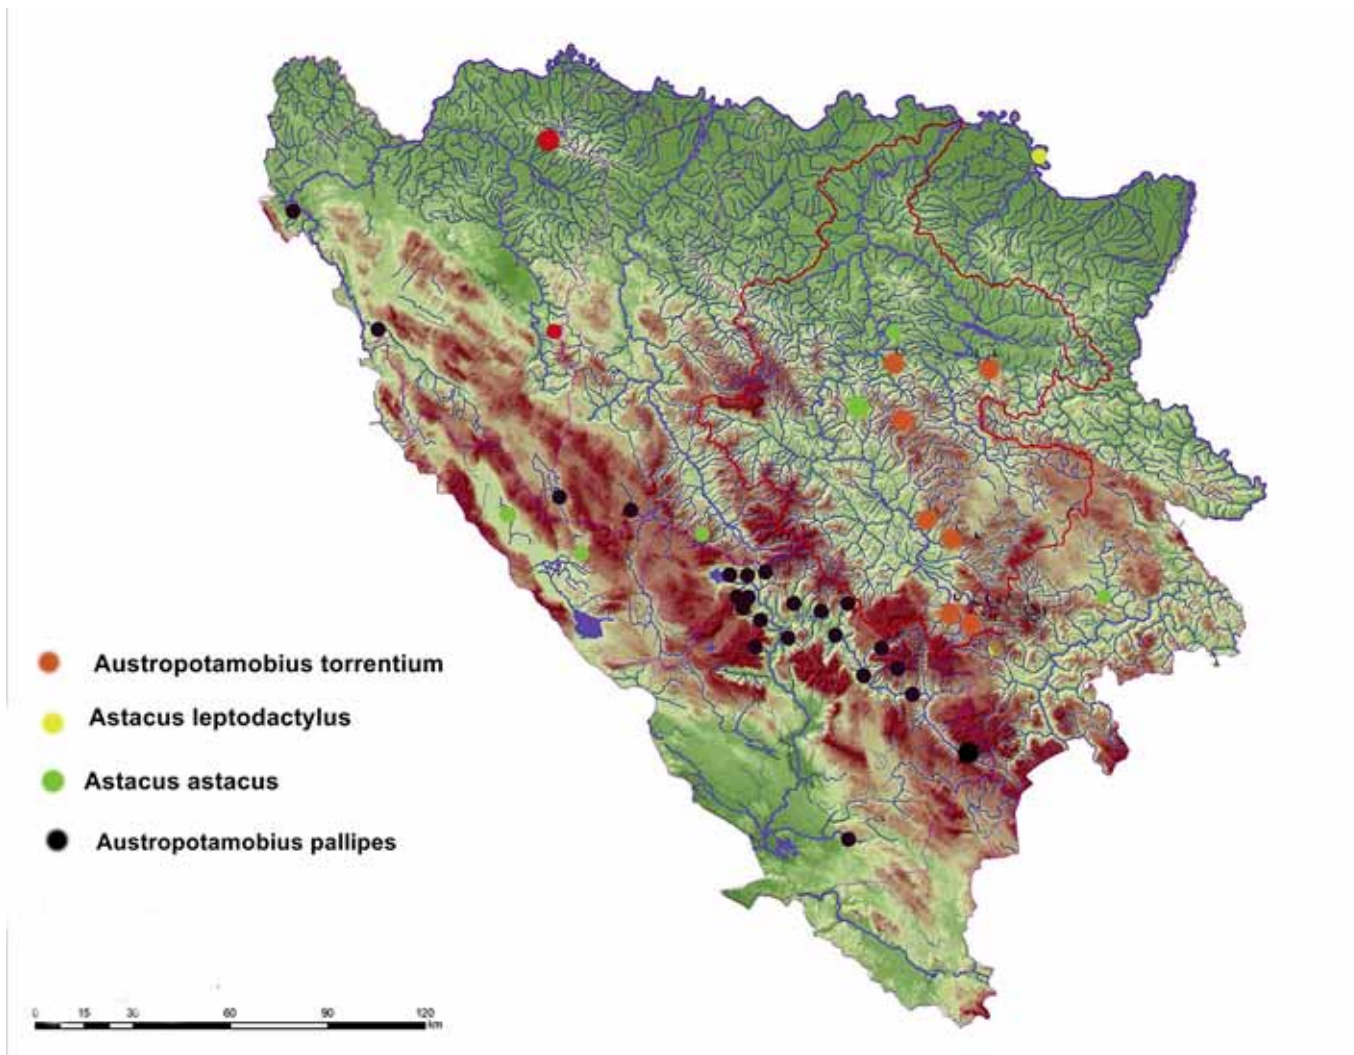 Austropotamobius torrentium
Astacus leptodactylus
Astacus astacus
Austropotamobius pallipes
0 15 30 60 90 120
km